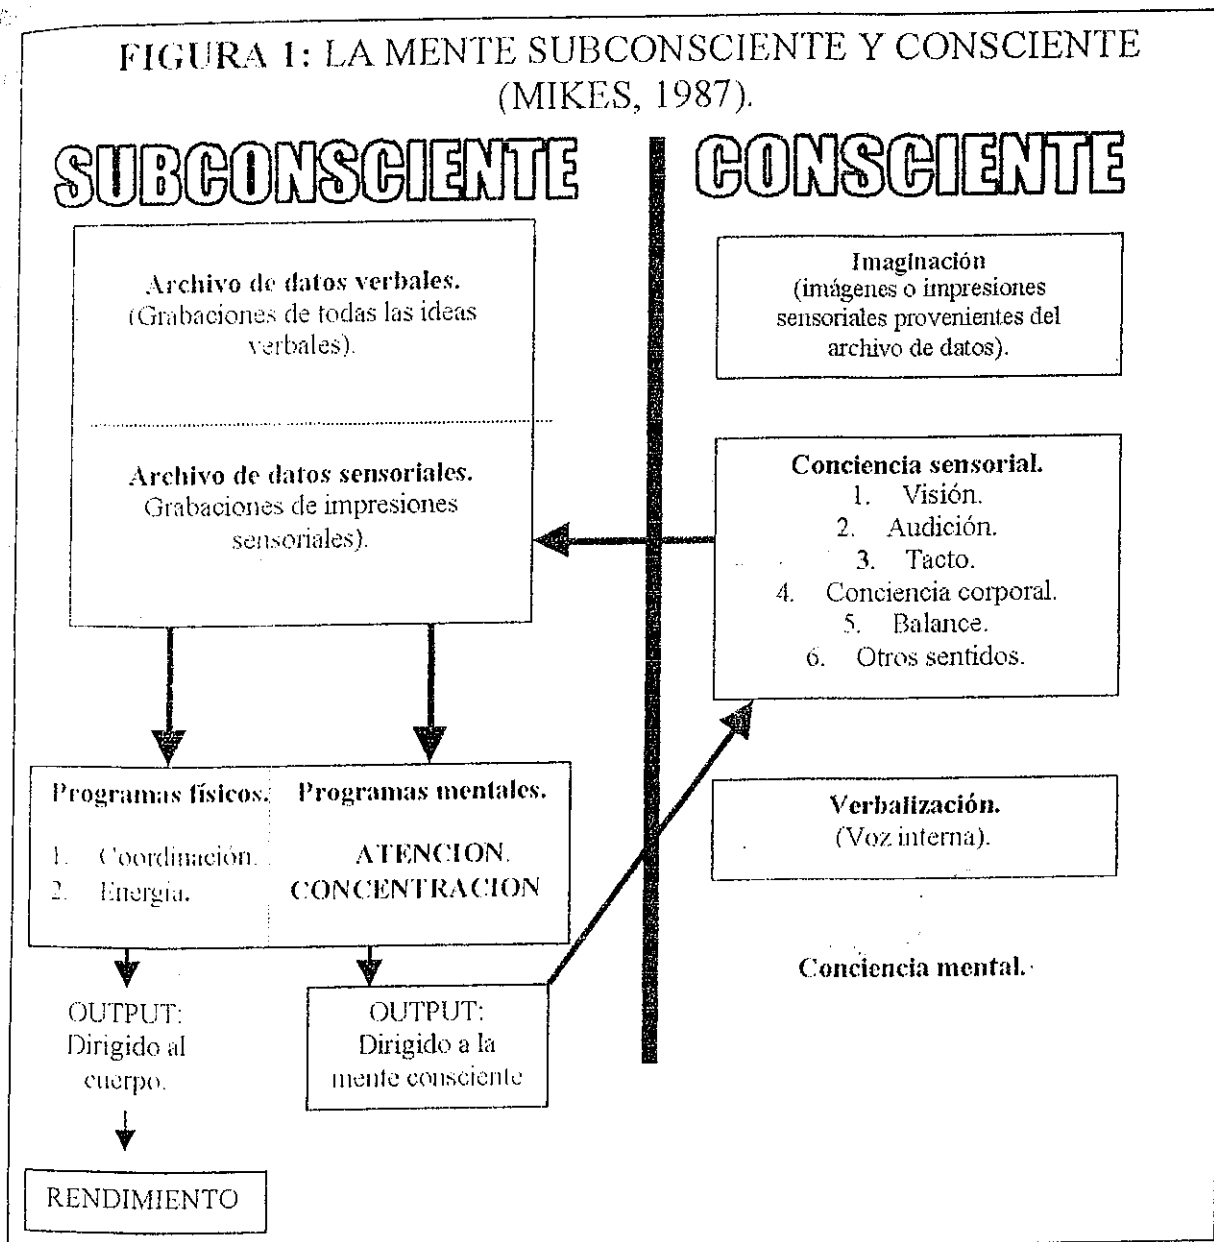 FIGURA 1: LA MENTE SUBCONSCIENTE Y CONSCIENTE
(MIKES, 1987).
SUBCONSCIENTE
Archivo de datos verbales.
(Grabaciones de todas las ideas
verbales).
Archivo de datos sensoriales.
Grabaciones de impresiones
sensoriales).
Programas físicos.
1. Coordinación.
2. Energía.
Programas mentales.
ATENCION.
CONCENTRACION
OUTPUT:
Dirigido al
cuerpo.
OUTPUT:
Dirigido a la
mente consciente
RENDIMIENTO
CONSCIENTE
Imaginación
(imágenes o impresiones
sensoriales provenientes del
archivo de datos).
Conciencia sensorial.
1. Visión.
2. Audición.
3. Tacto.
4. Conciencia corporal.
5. Balance.
6. Otros sentidos.
Verbalización.
(Voz interna).
Conciencia mental.